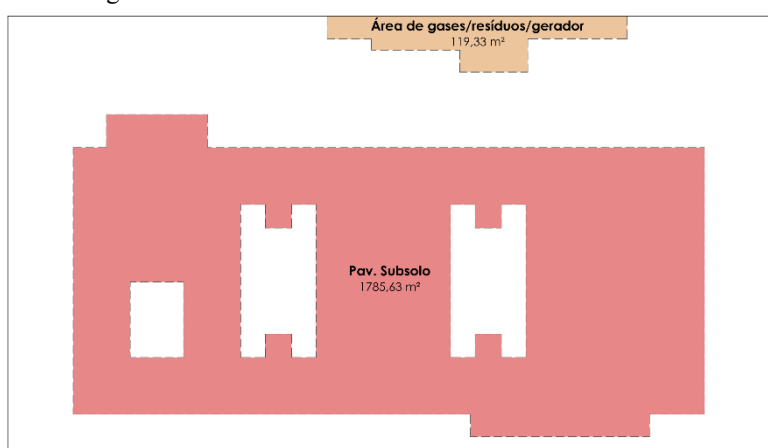 Área de gases/resíduos/gerador
119,33 m²
Pav. Subsolo
1785,63 m²